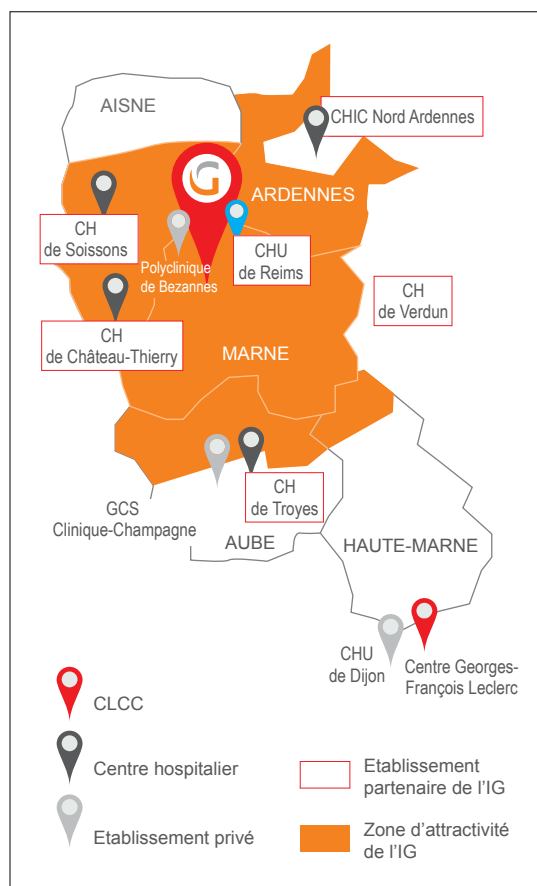 AISNE
CHIC Nord Ardennes
G
ARDENNES
CH
de Soissons
Polyclinique
de Bezannes
CHU
de Reims
CH
de Verdun
CH
de Château-Thierry
MARNE
CH
de Troyes
GCS
Clinique-Champagne
AUBE
HAUTE-MARNE
CHU
de Dijon
Centre Georges-
François Leclerc
CLCC
Centre hospitalier
Etablissement privé
Etablissement
partenaire de l'IG
Zone d'attractivité
de l'IG